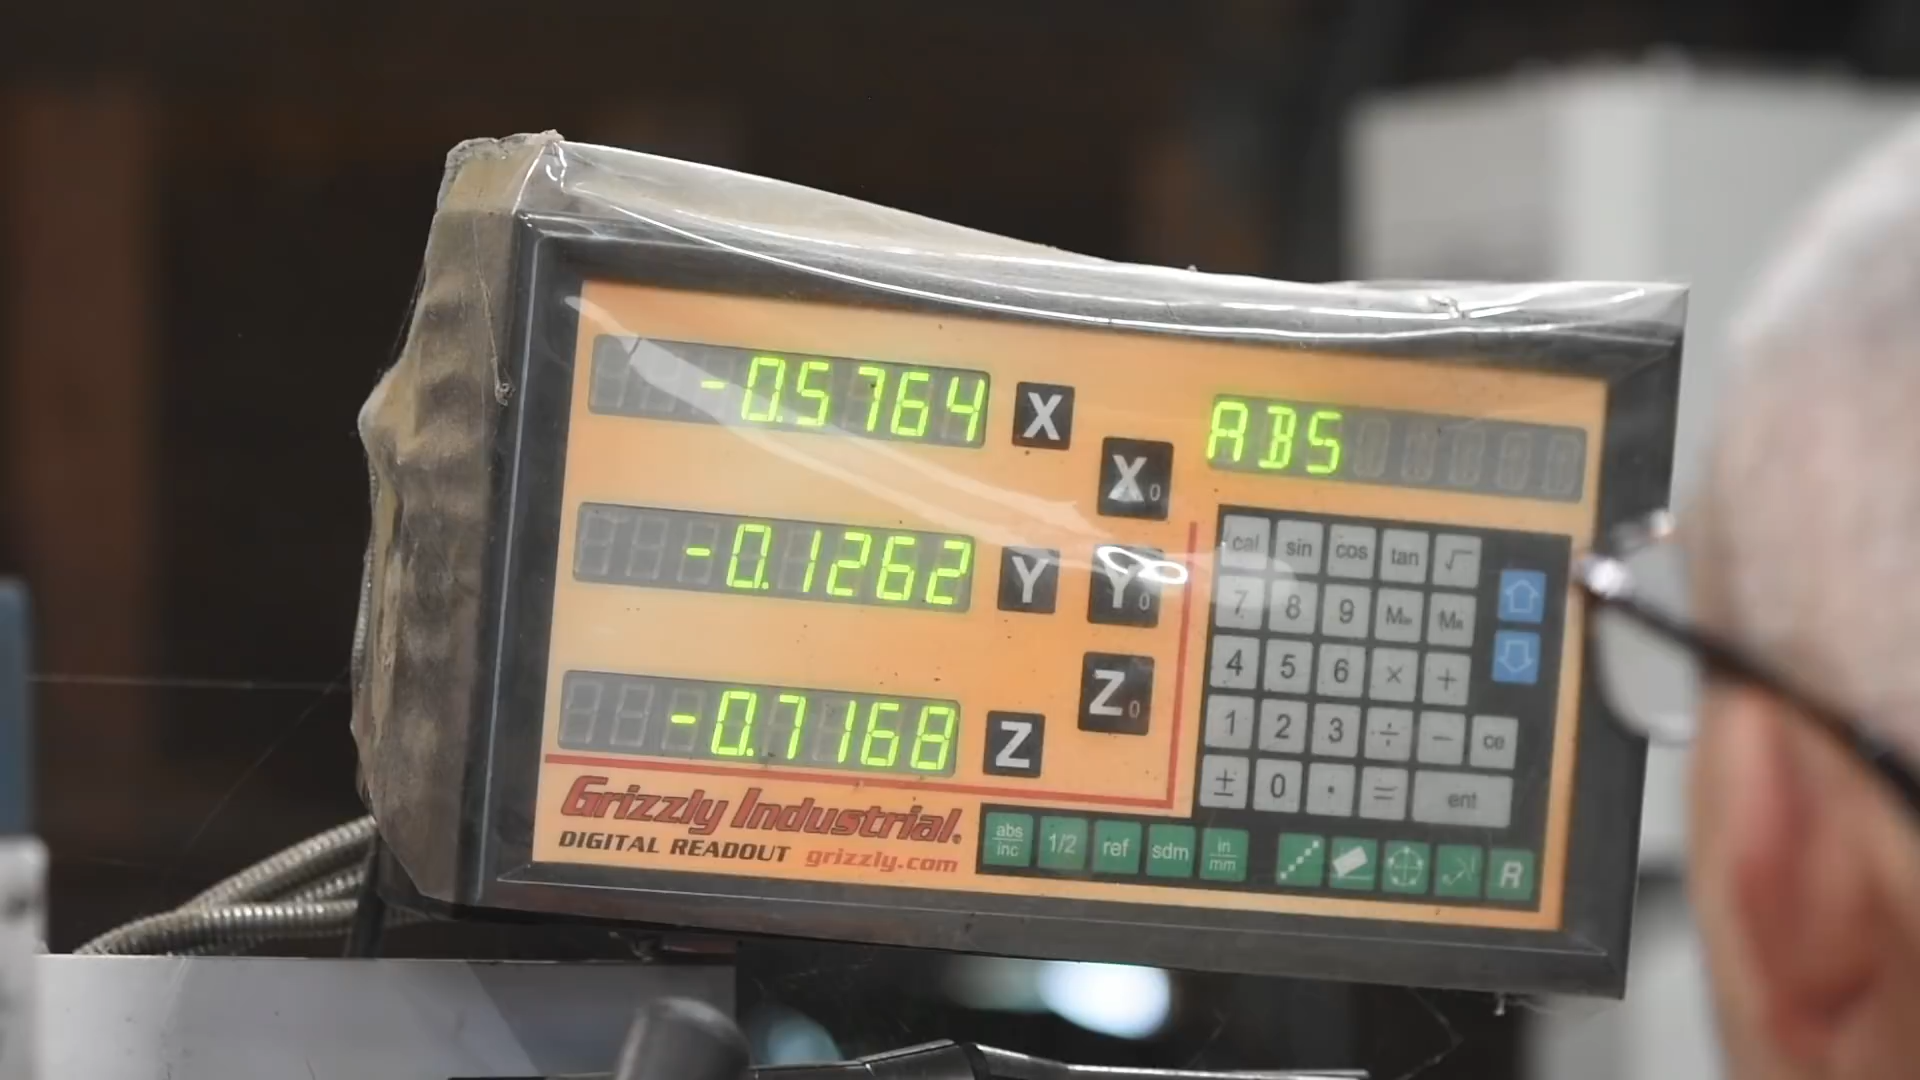 -0.5764 X
X0
ABS
-0.1262 Y
Y0
-0.7168 Z
Z0
cal sin cos tan √
7 8 9
4 5 6 × +
1 2 3 ÷ − ce
± 0 . = ent
Grizzly Industrial.
DIGITAL READOUT grizzly.com
abs inc 1/2 ref sdm in mm R